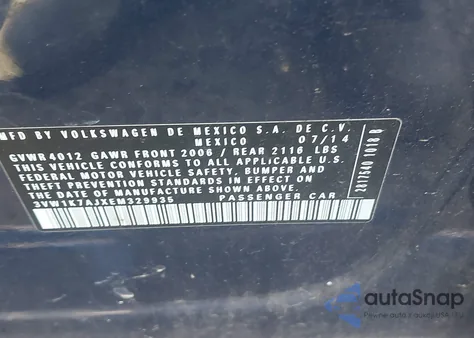 MFD BY VOLKSWAGEN DE MEXICO S.A. DE C.V.
MEXICO 07/14
GVWR 4012 GAWR FRONT 2006 / REAR 2116 LBS
THIS VEHICLE CONFORMS TO ALL APPLICABLE U.S.
FEDERAL MOTOR VEHICLE SAFETY, BUMPER AND
THEFT PREVENTION STANDARDS IN EFFECT ON
THE DATE OF MANUFACTURE SHOWN ABOVE.
3VW1K7AJXEM329935 PASSENGER CAR
autoSnap